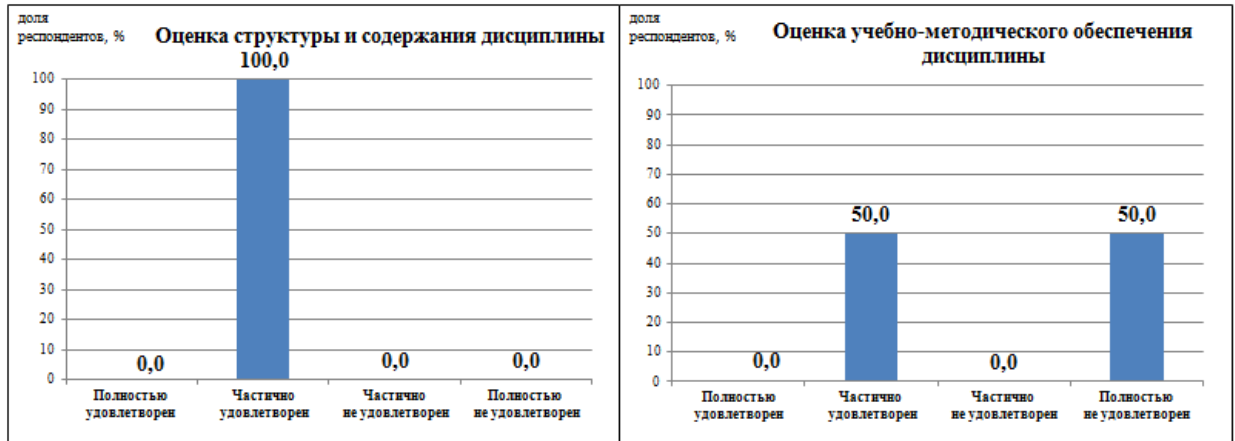 доля
респондентов, %
Оценка структуры и содержания дисциплины
100,0
100
90
80
70
60
50
40
30
20
10
0
0,0
0,0
0,0
Полностью
удовлетворен
Частично
удовлетворен
Частично
не удовлетворен
Полностью
не удовлетворен
доля
респондентов, %
Оценка учебно-методического обеспечения
дисциплины
100
90
80
70
60
50
40
30
20
10
0
0,0
50,0
0,0
50,0
Полностью
удовлетворен
Частично
удовлетворен
Частично
не удовлетворен
Полностью
не удовлетворен